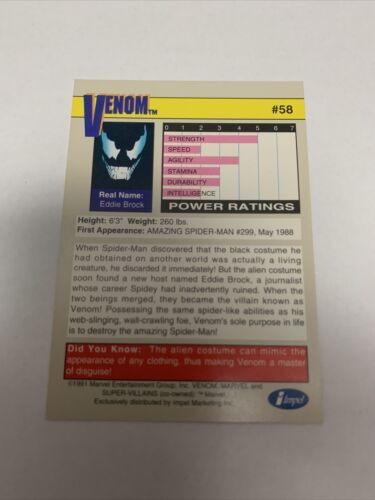 VENOM™
#58
0 1 2 3 4 5 6 7
STRENGTH
SPEED
AGILITY
STAMINA
DURABILITY
INTELLIGENCE
POWER RATINGS
Real Name:
Eddie Brock
Height: 6'3" Weight: 260 lbs.
First Appearance: AMAZING SPIDER-MAN #299, May 1988
When Spider-Man discovered that the black costume he
had obtained on another world was actually a living
creature, he discarded it immediately! But the alien costume
soon found a new host named Eddie Brock, a journalist
whose career Spidey had inadvertently ruined. When the
two beings merged, they became the villain known as
Venom! Possessing the same spider-like abilities as his
web-slinging, wall-crawling foe, Venom's sole purpose in life
is to destroy the amazing Spider-Man!
Did You Know: The alien costume can mimic the
appearance of any clothing, thus making Venom a master
of disguise!
©1991 Marvel Entertainment Group, Inc. VENOM, MARVEL and
SUPER-VILLAINS (co-owned): ™ Marvel.
Exclusively distributed by Impel Marketing Inc.
Impel